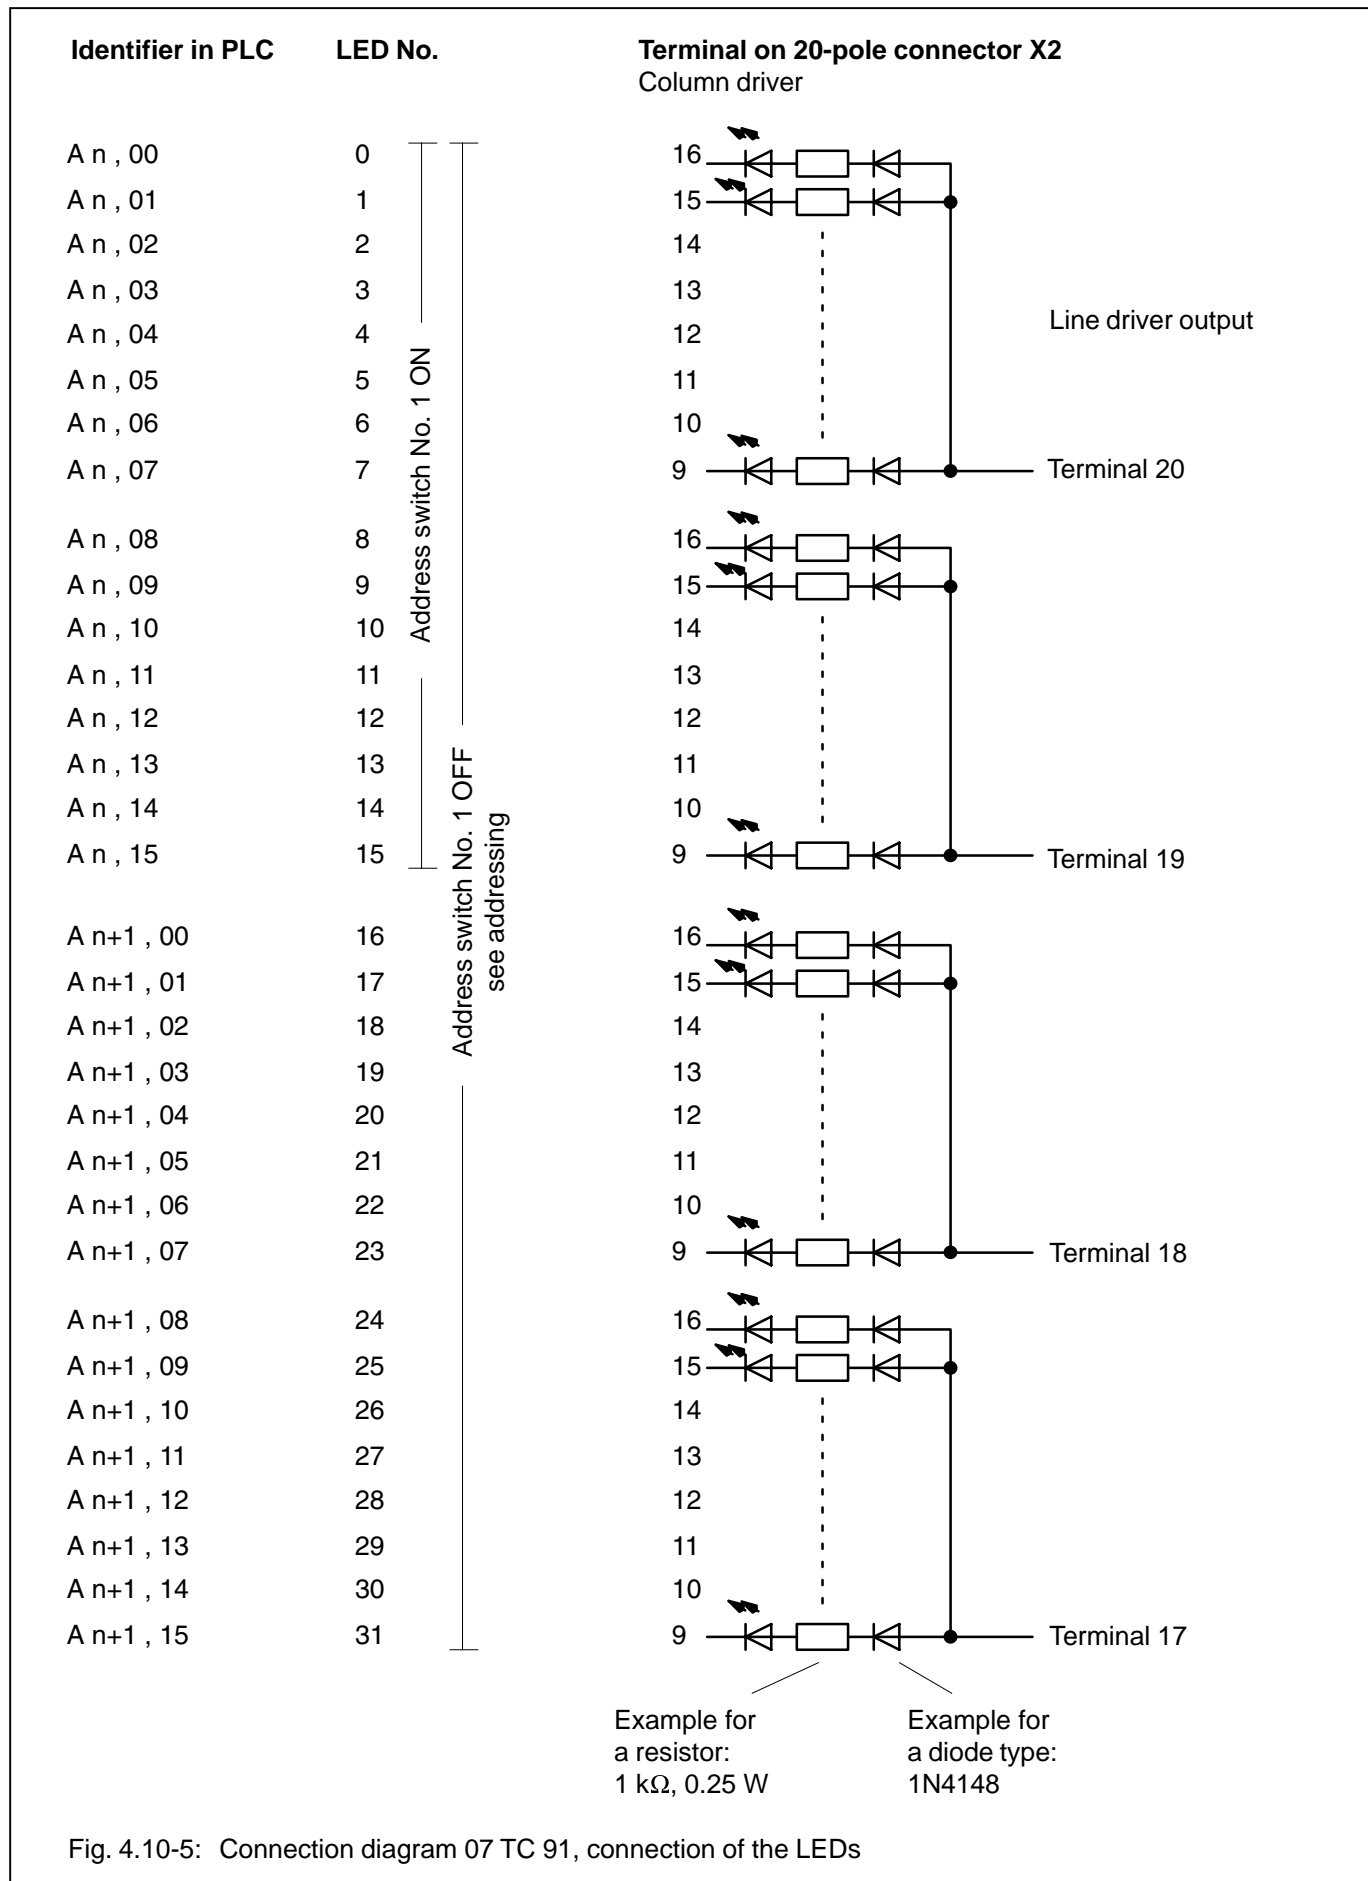 Identifier in PLC LED No. Terminal on 20-pole connector X2
Column driver
A n , 00 0 16
A n , 01 1 15
A n , 02 2 14
A n , 03 3 13
Line driver output
A n , 04 4 12
A n , 05 5 11
A n , 06 6 10
A n , 07 7 9 Terminal 20
Address switch No. 1 ON
A n , 08 8 16
A n , 09 9 15
A n , 10 10 14
A n , 11 11 13
A n , 12 12 12
A n , 13 13 11
A n , 14 14 10
A n , 15 15 9 Terminal 19
Address switch No. 1 OFF
see addressing
A n+1 , 00 16 16
A n+1 , 01 17 15
A n+1 , 02 18 14
A n+1 , 03 19 13
A n+1 , 04 20 12
A n+1 , 05 21 11
A n+1 , 06 22 10
A n+1 , 07 23 9 Terminal 18
A n+1 , 08 24 16
A n+1 , 09 25 15
A n+1 , 10 26 14
A n+1 , 11 27 13
A n+1 , 12 28 12
A n+1 , 13 29 11
A n+1 , 14 30 10
A n+1 , 15 31 9 Terminal 17
Example for
a resistor:
1 kΩ, 0.25 W
Example for
a diode type:
1N4148
Fig. 4.10-5: Connection diagram 07 TC 91, connection of the LEDs